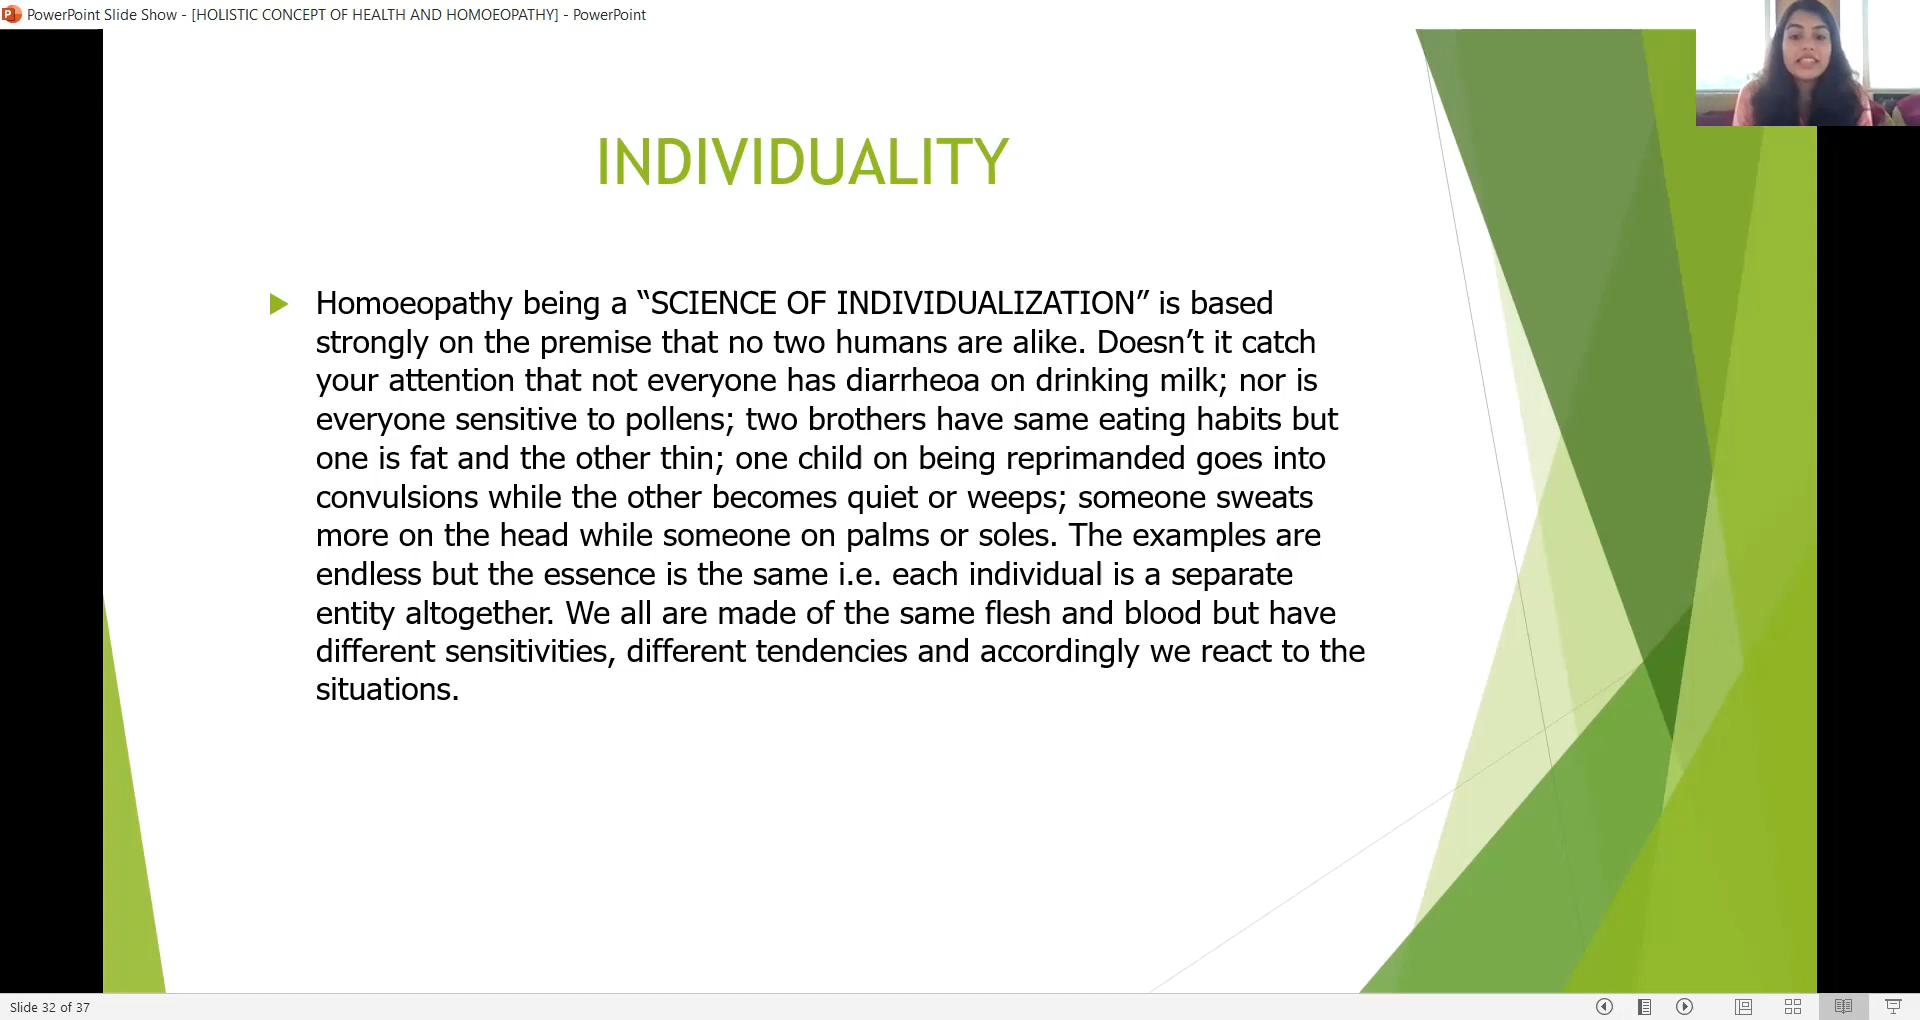 PowerPoint Slide Show - [HOLISTIC CONCEPT OF HEALTH AND HOMOEOPATHY] - PowerPoint
INDIVIDUALITY
Homoeopathy being a “SCIENCE OF INDIVIDUALIZATION” is based
strongly on the premise that no two humans are alike. Doesn’t it catch
your attention that not everyone has diarrheoa on drinking milk; nor is
everyone sensitive to pollens; two brothers have same eating habits but
one is fat and the other thin; one child on being reprimanded goes into
convulsions while the other becomes quiet or weeps; someone sweats
more on the head while someone on palms or soles. The examples are
endless but the essence is the same i.e. each individual is a separate
entity altogether. We all are made of the same flesh and blood but have
different sensitivities, different tendencies and accordingly we react to the
situations.
Slide 32 of 37